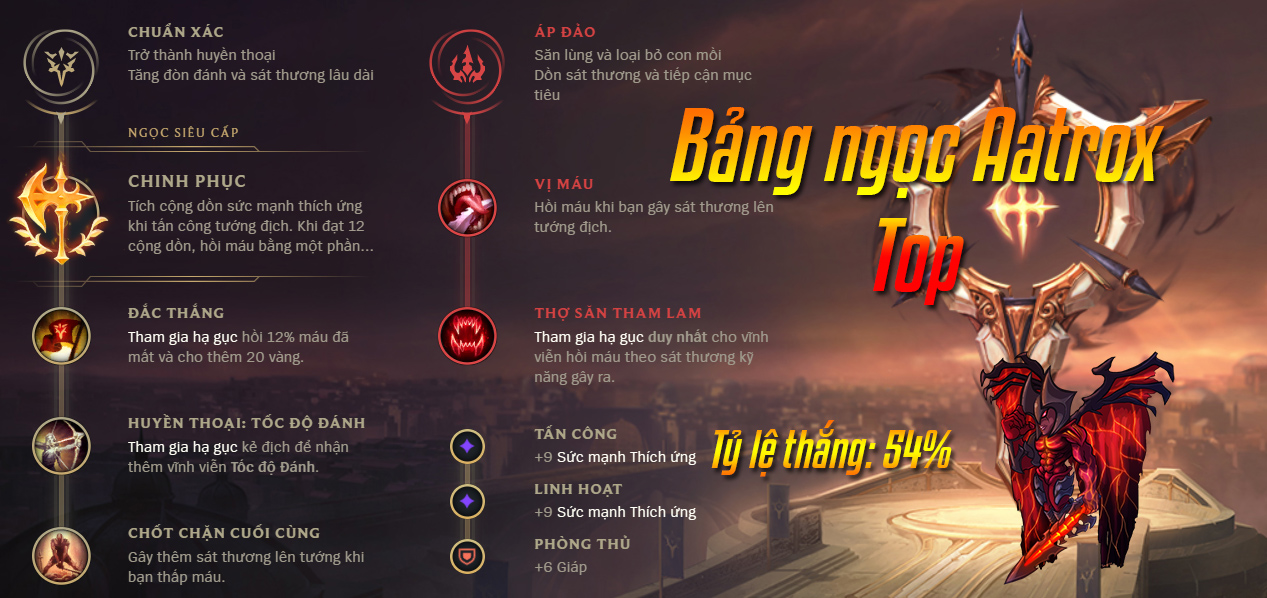 CHUẨN XÁC
Trở thành huyền thoại
Tăng đòn đánh và sát thương lâu dài
NGỌC SIÊU CẤP
CHINH PHỤC
Tích cộng dồn sức mạnh thích ứng
khi tấn công tướng địch. Khi đạt 12
cộng dồn, hồi máu bằng một phần...
ĐẮC THẮNG
Tham gia hạ gục hồi 12% máu đã
mất và cho thêm 20 vàng.
HUYỀN THOẠI: TỐC ĐỘ ĐÁNH
Tham gia hạ gục kẻ địch để nhận
thêm vĩnh viễn Tốc độ Đánh.
CHỐT CHẶN CUỐI CÙNG
Gây thêm sát thương lên tướng khi
bạn thấp máu.
ÁP ĐẢO
Săn lùng và loại bỏ con mồi
Dồn sát thương và tiếp cận mục
tiêu
VỊ MÁU
Hồi máu khi bạn gây sát thương lên
tướng địch.
THỢ SĂN THAM LAM
Tham gia hạ gục duy nhất cho vĩnh
viễn hồi máu theo sát thương kỹ
năng gây ra.
TẤN CÔNG
+9 Sức mạnh Thích ứng
LINH HOẠT
+9 Sức mạnh Thích ứng
PHÒNG THỦ
+6 Giáp
Bảng ngọc Aatrox
Top
Tỷ lệ thắng: 54%